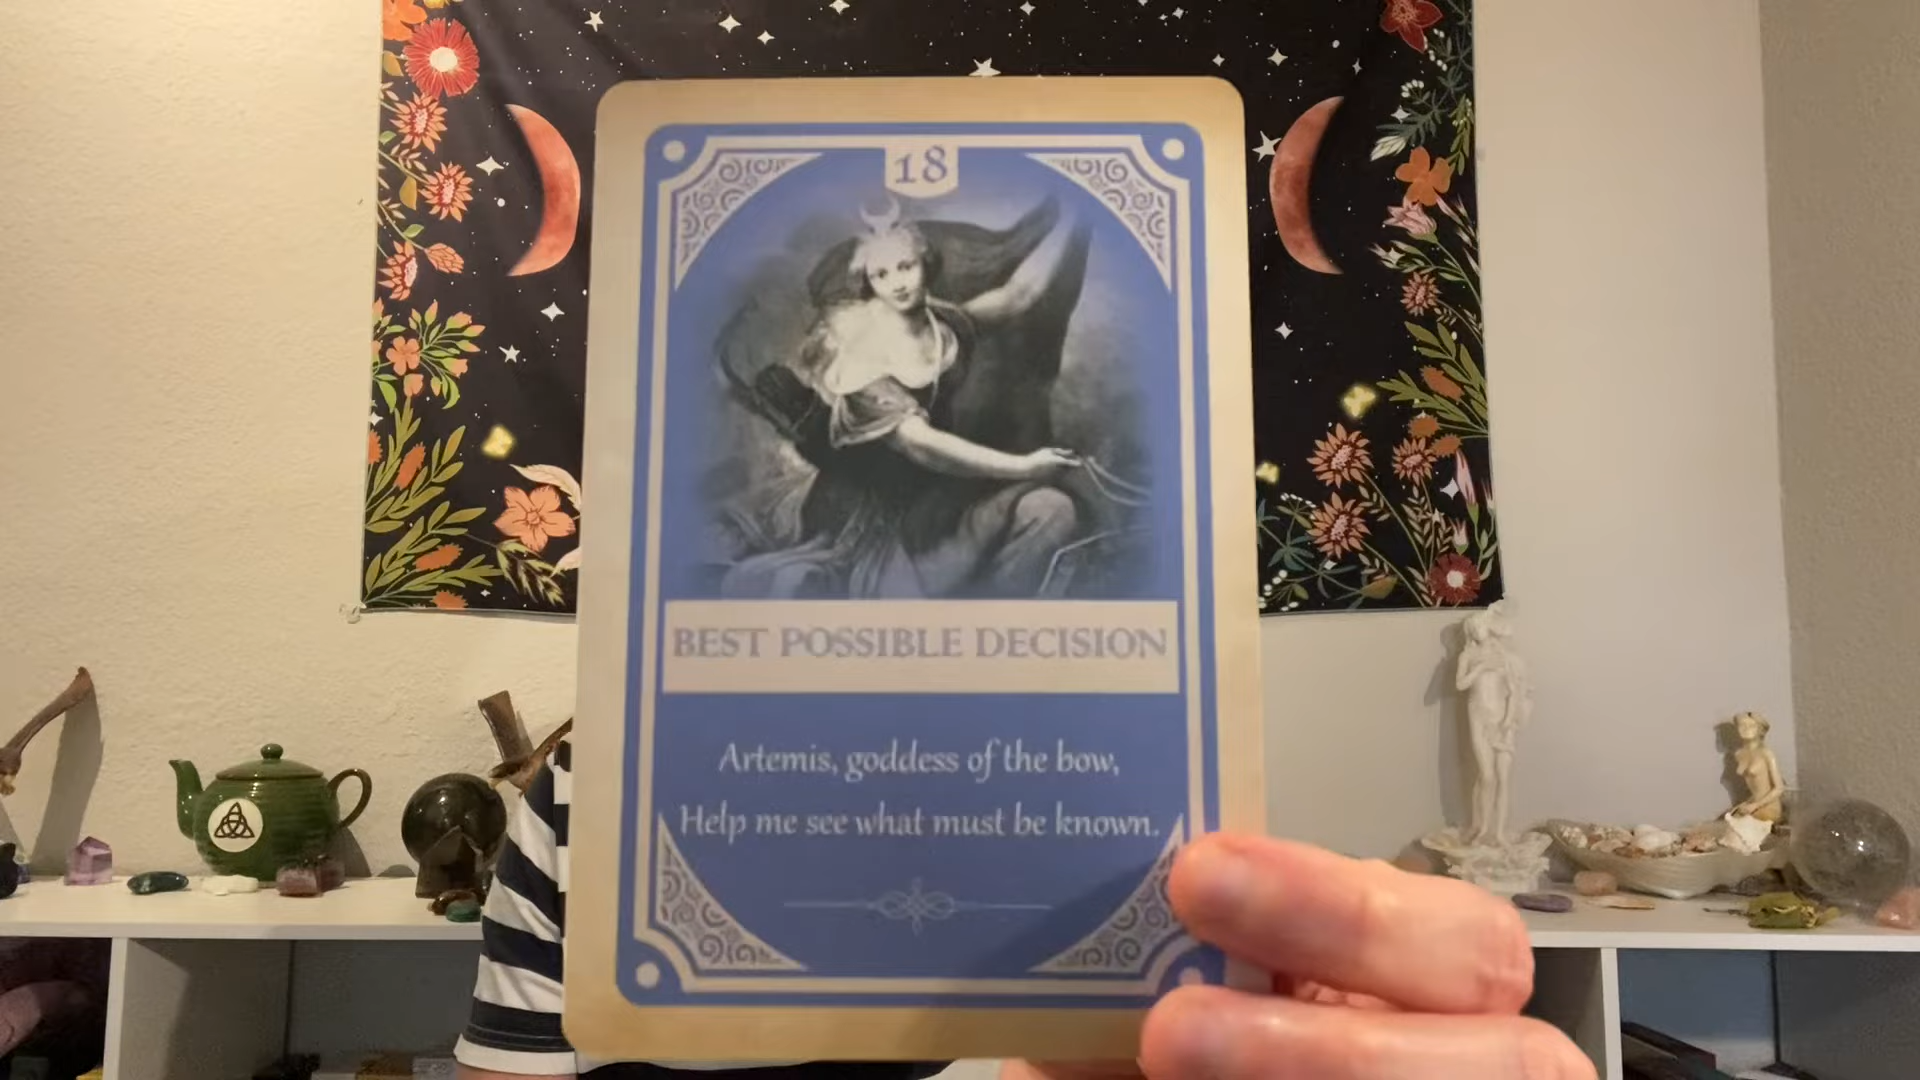 18
BEST POSSIBLE DECISION
Artemis, goddess of the bow,
Help me see what must be known.